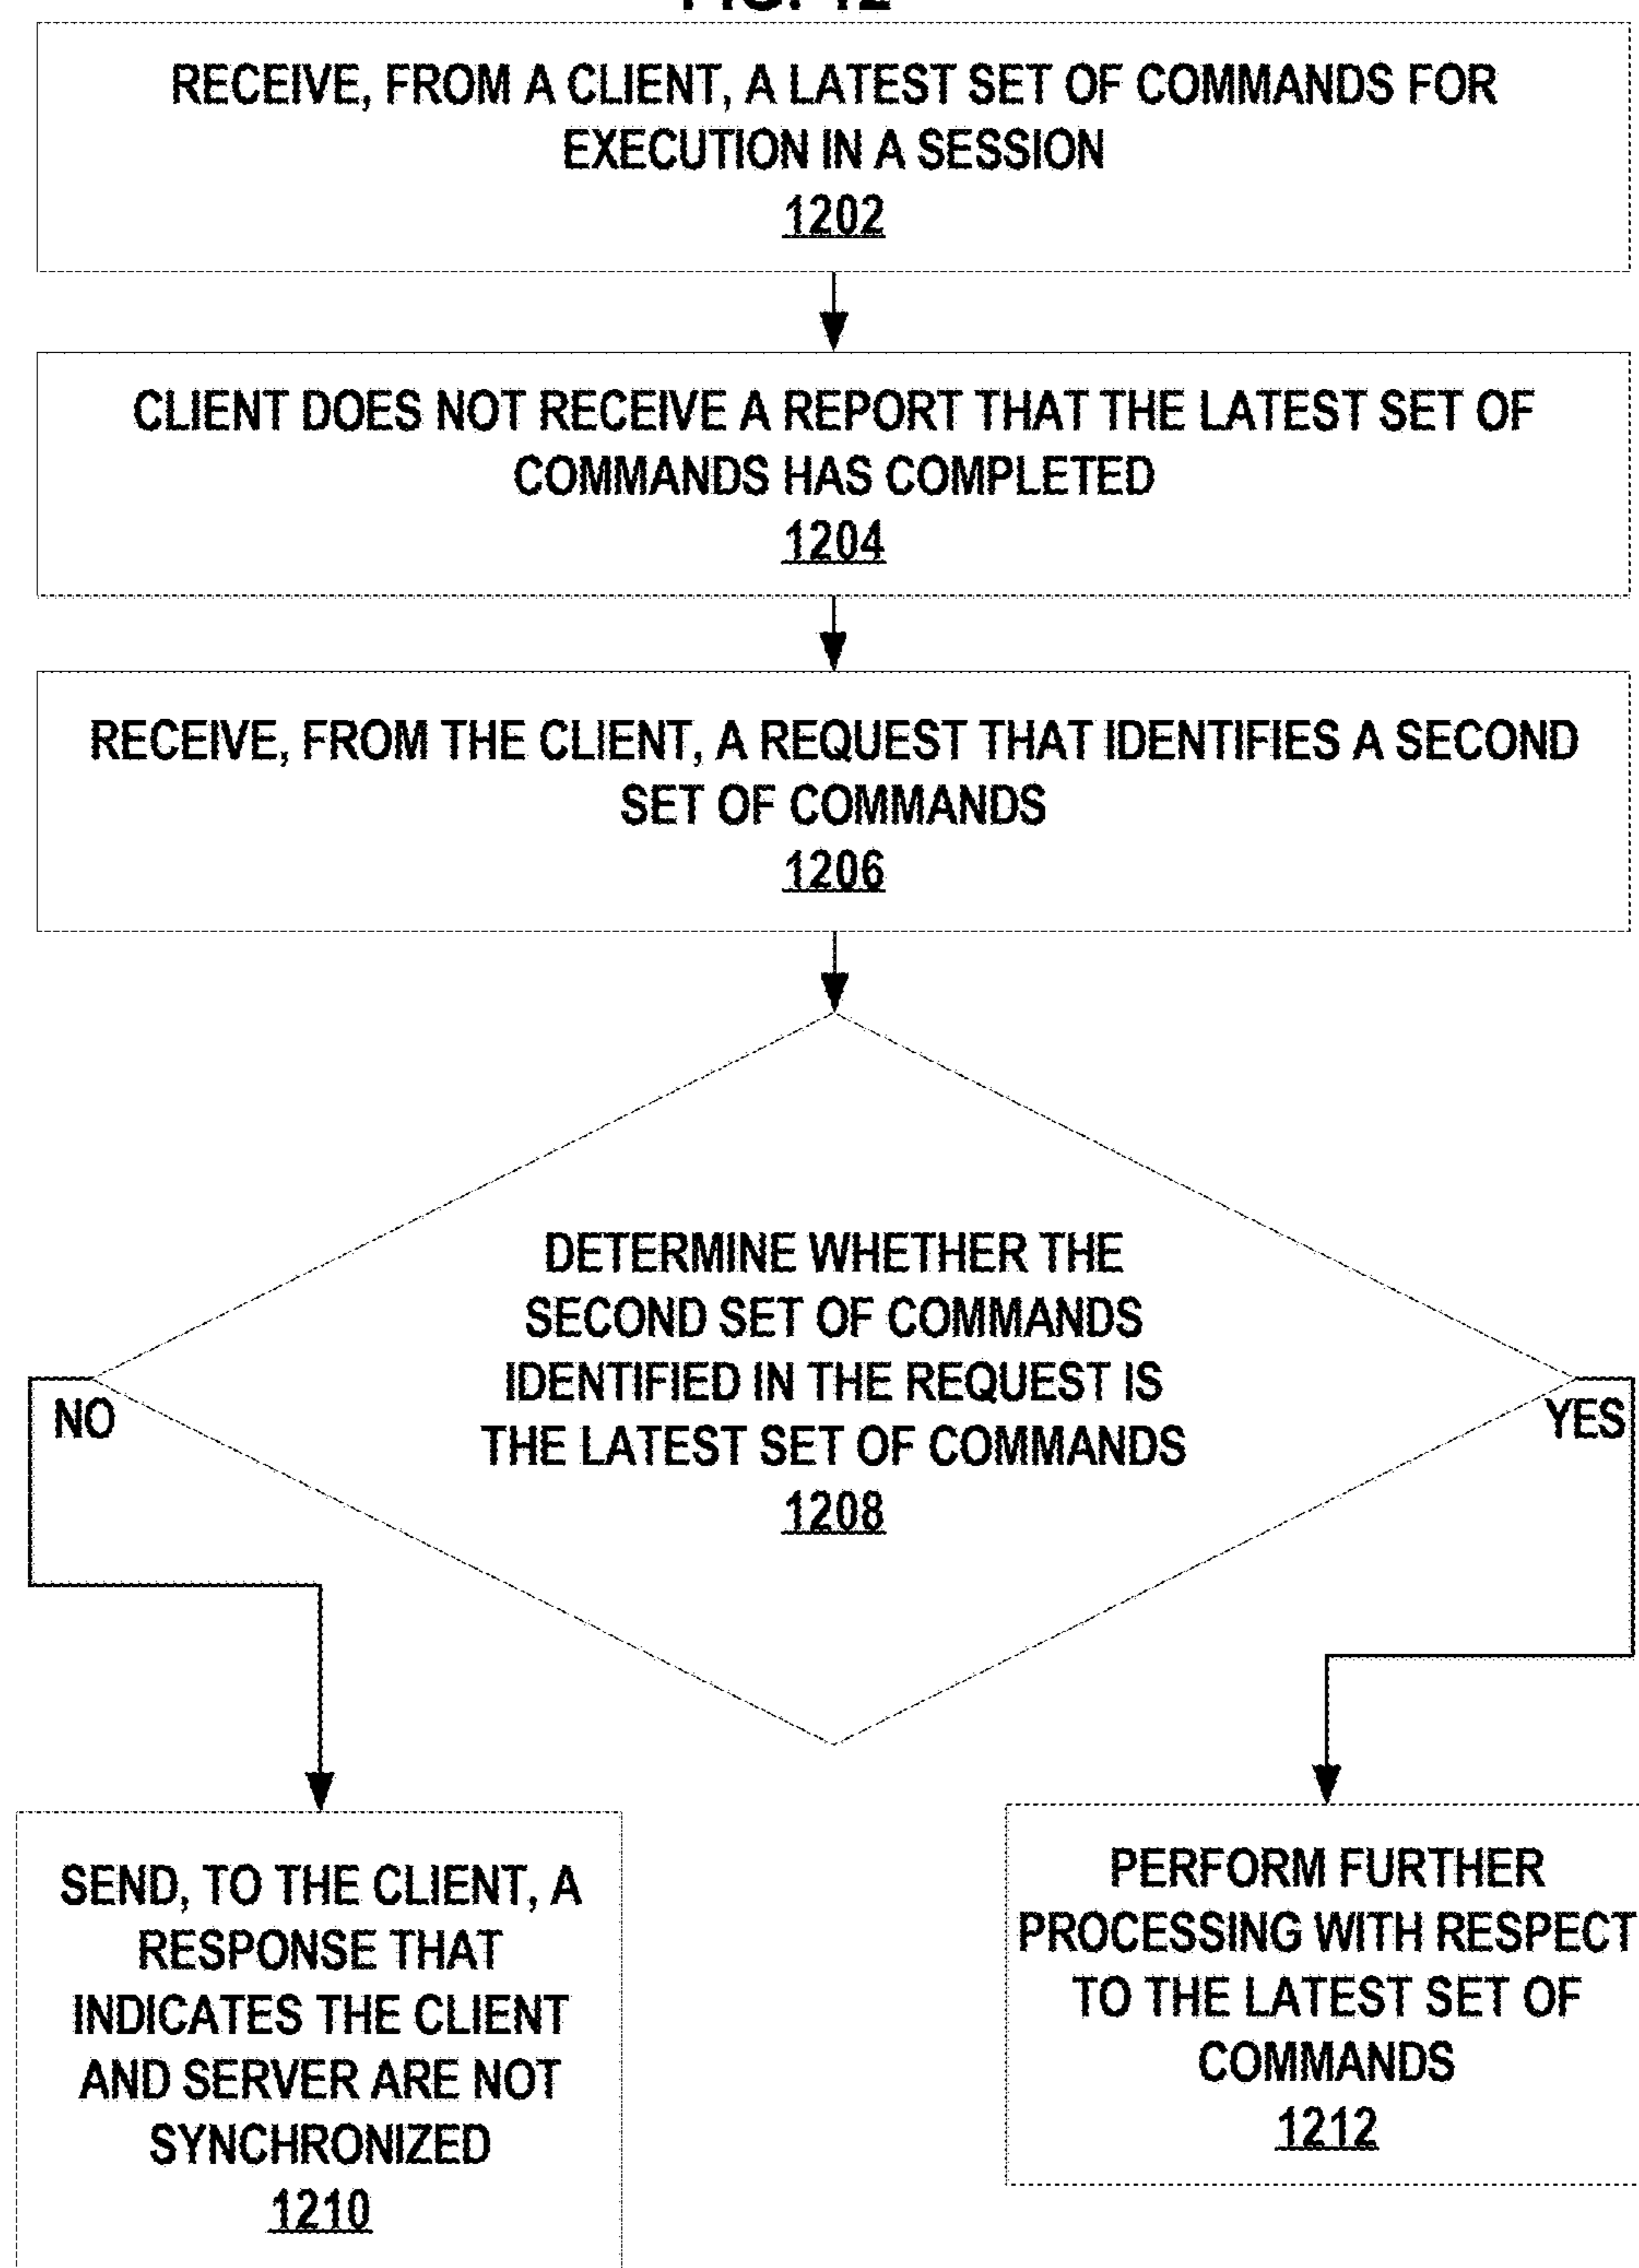 FIG. 12
RECEIVE, FROM A CLIENT, A LATEST SET OF COMMANDS FOR
EXECUTION IN A SESSION
1202
CLIENT DOES NOT RECEIVE A REPORT THAT THE LATEST SET OF
COMMANDS HAS COMPLETED
1204
RECEIVE, FROM THE CLIENT, A REQUEST THAT IDENTIFIES A SECOND
SET OF COMMANDS
1206
DETERMINE WHETHER THE
SECOND SET OF COMMANDS
IDENTIFIED IN THE REQUEST IS
THE LATEST SET OF COMMANDS
1208
NO
YES
SEND, TO THE CLIENT, A
RESPONSE THAT
INDICATES THE CLIENT
AND SERVER ARE NOT
SYNCHRONIZED
1210
PERFORM FURTHER
PROCESSING WITH RESPECT
TO THE LATEST SET OF
COMMANDS
1212